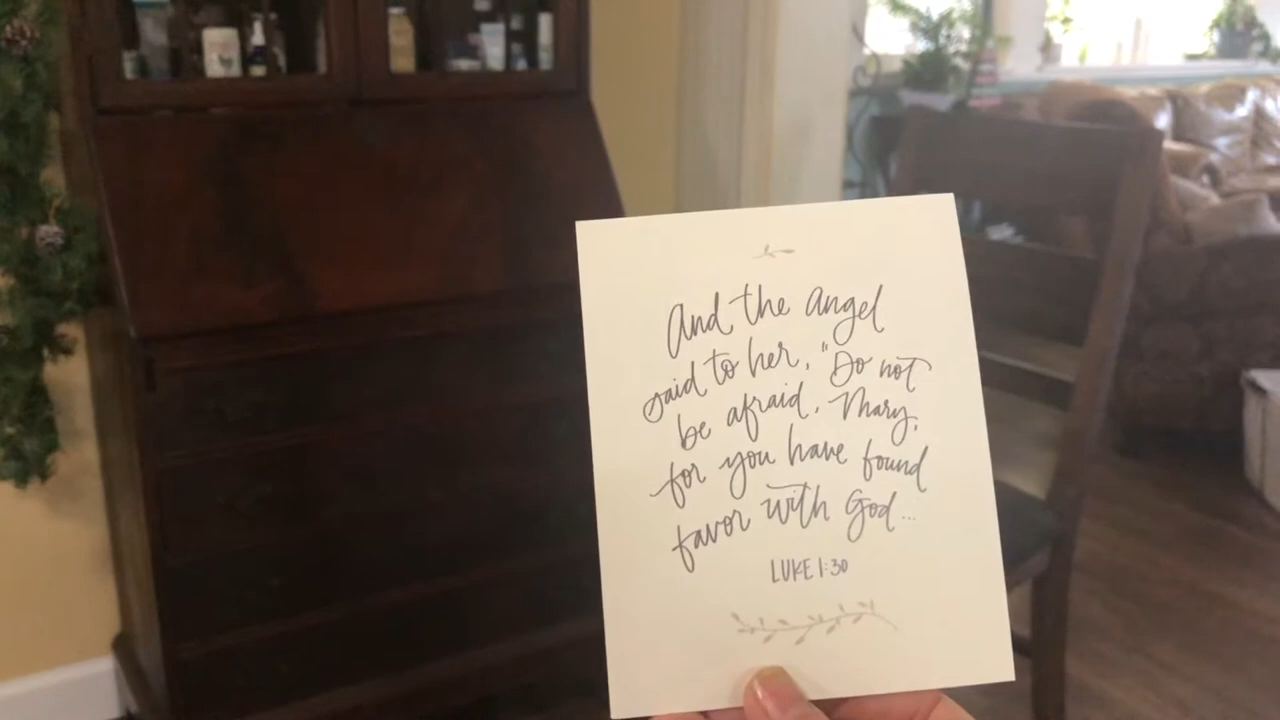 And the angel
said to her, "Do not
be afraid, Mary,
for you have found
favor with God...
LUKE 1:30